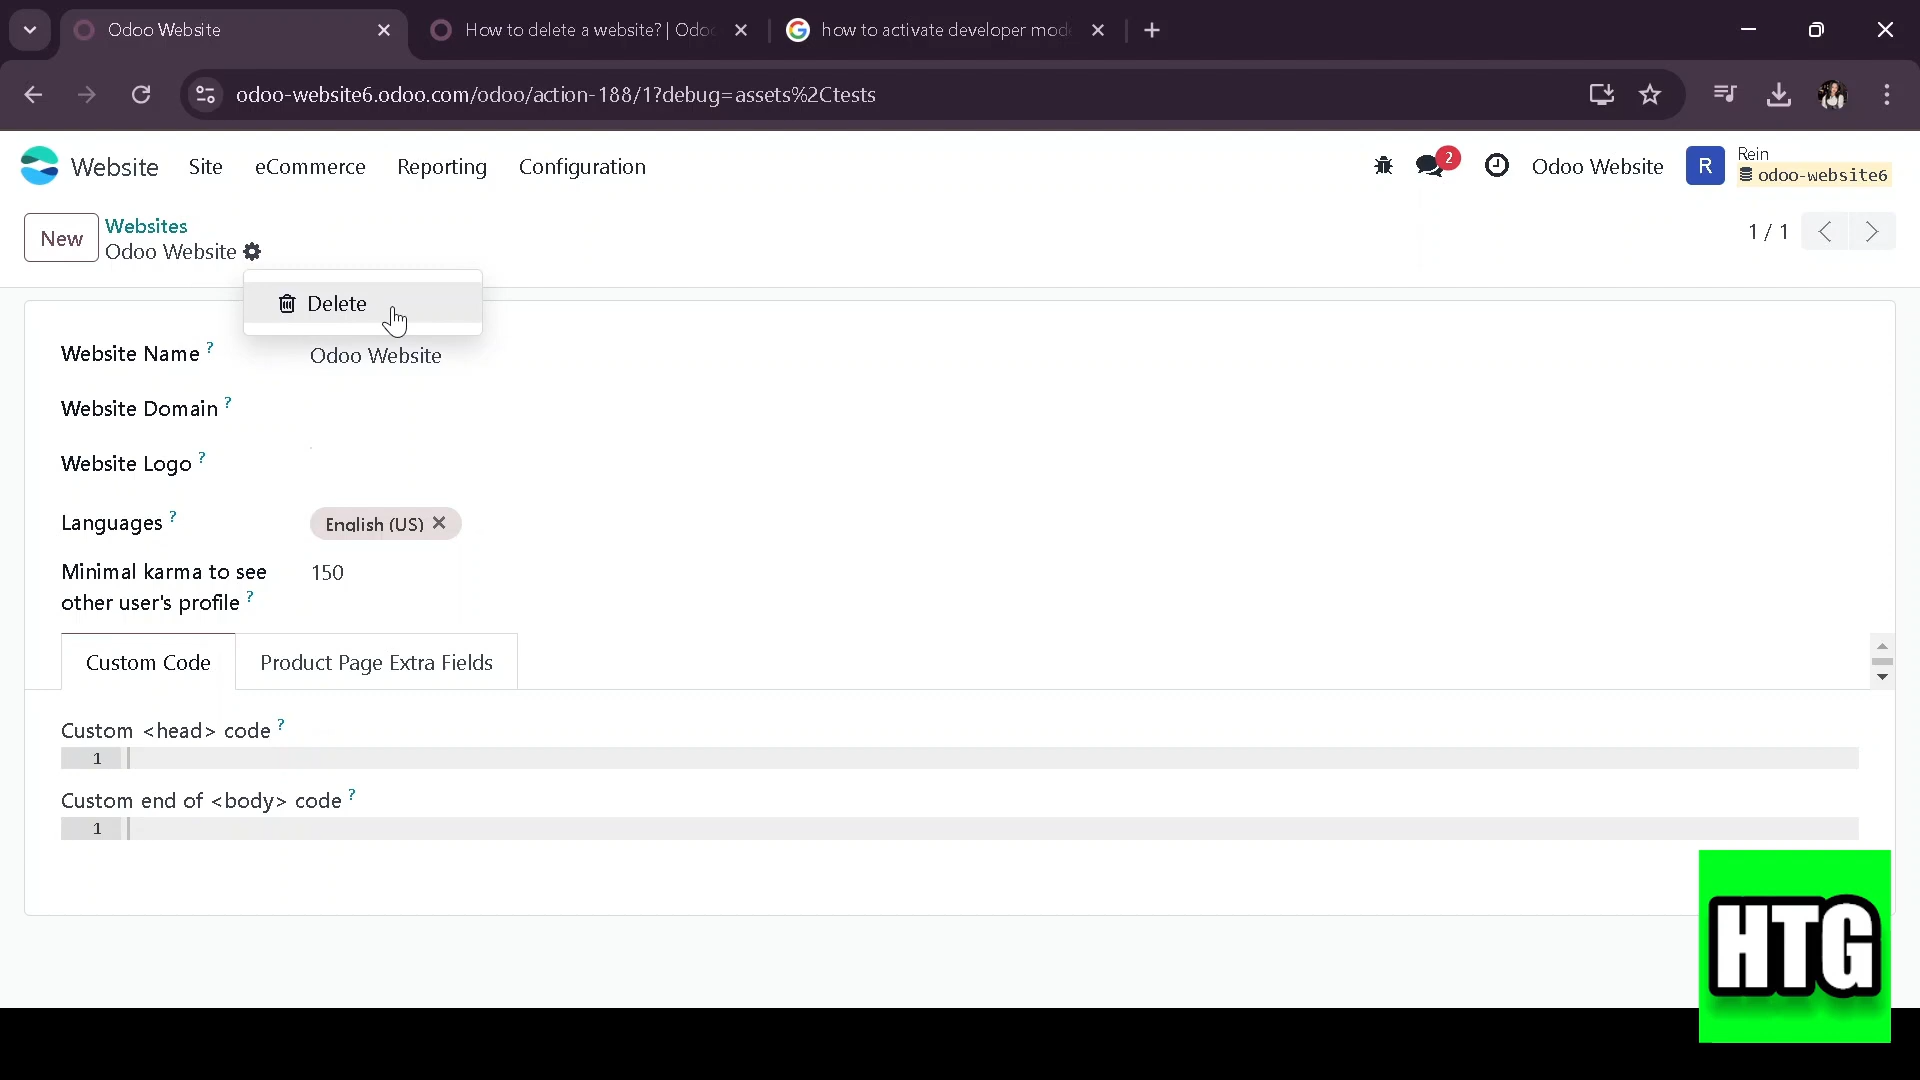 Odoo Website
How to delete a website? | Odoo
how to activate developer mode
odoo-website6.odoo.com/odoo/action-188/1?debug=assets%2Ctests
Website
Site
eCommerce
Reporting
Configuration
2
Odoo Website
R
Rein
odoo-website6
New
Websites
Odoo Website
1 / 1
Delete
Website Name ?
Odoo Website
Website Domain ?
Website Logo ?
Languages ?
English (US)
Minimal karma to see
other user's profile ?
150
Custom Code
Product Page Extra Fields
Custom <head> code ?
1
Custom end of <body> code ?
1
HTG